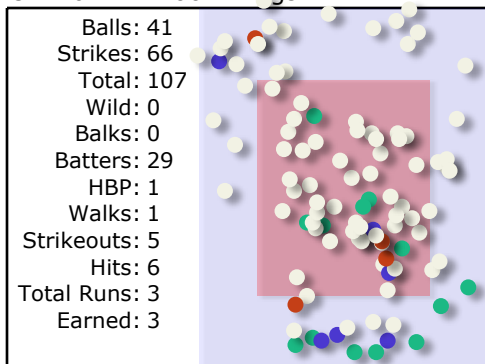 Balls: 41
Strikes: 66
Total: 107
Wild: 0
Balks: 0
Batters: 29
HBP: 1
Walks: 1
Strikeouts: 5
Hits: 6
Total Runs: 3
Earned: 3